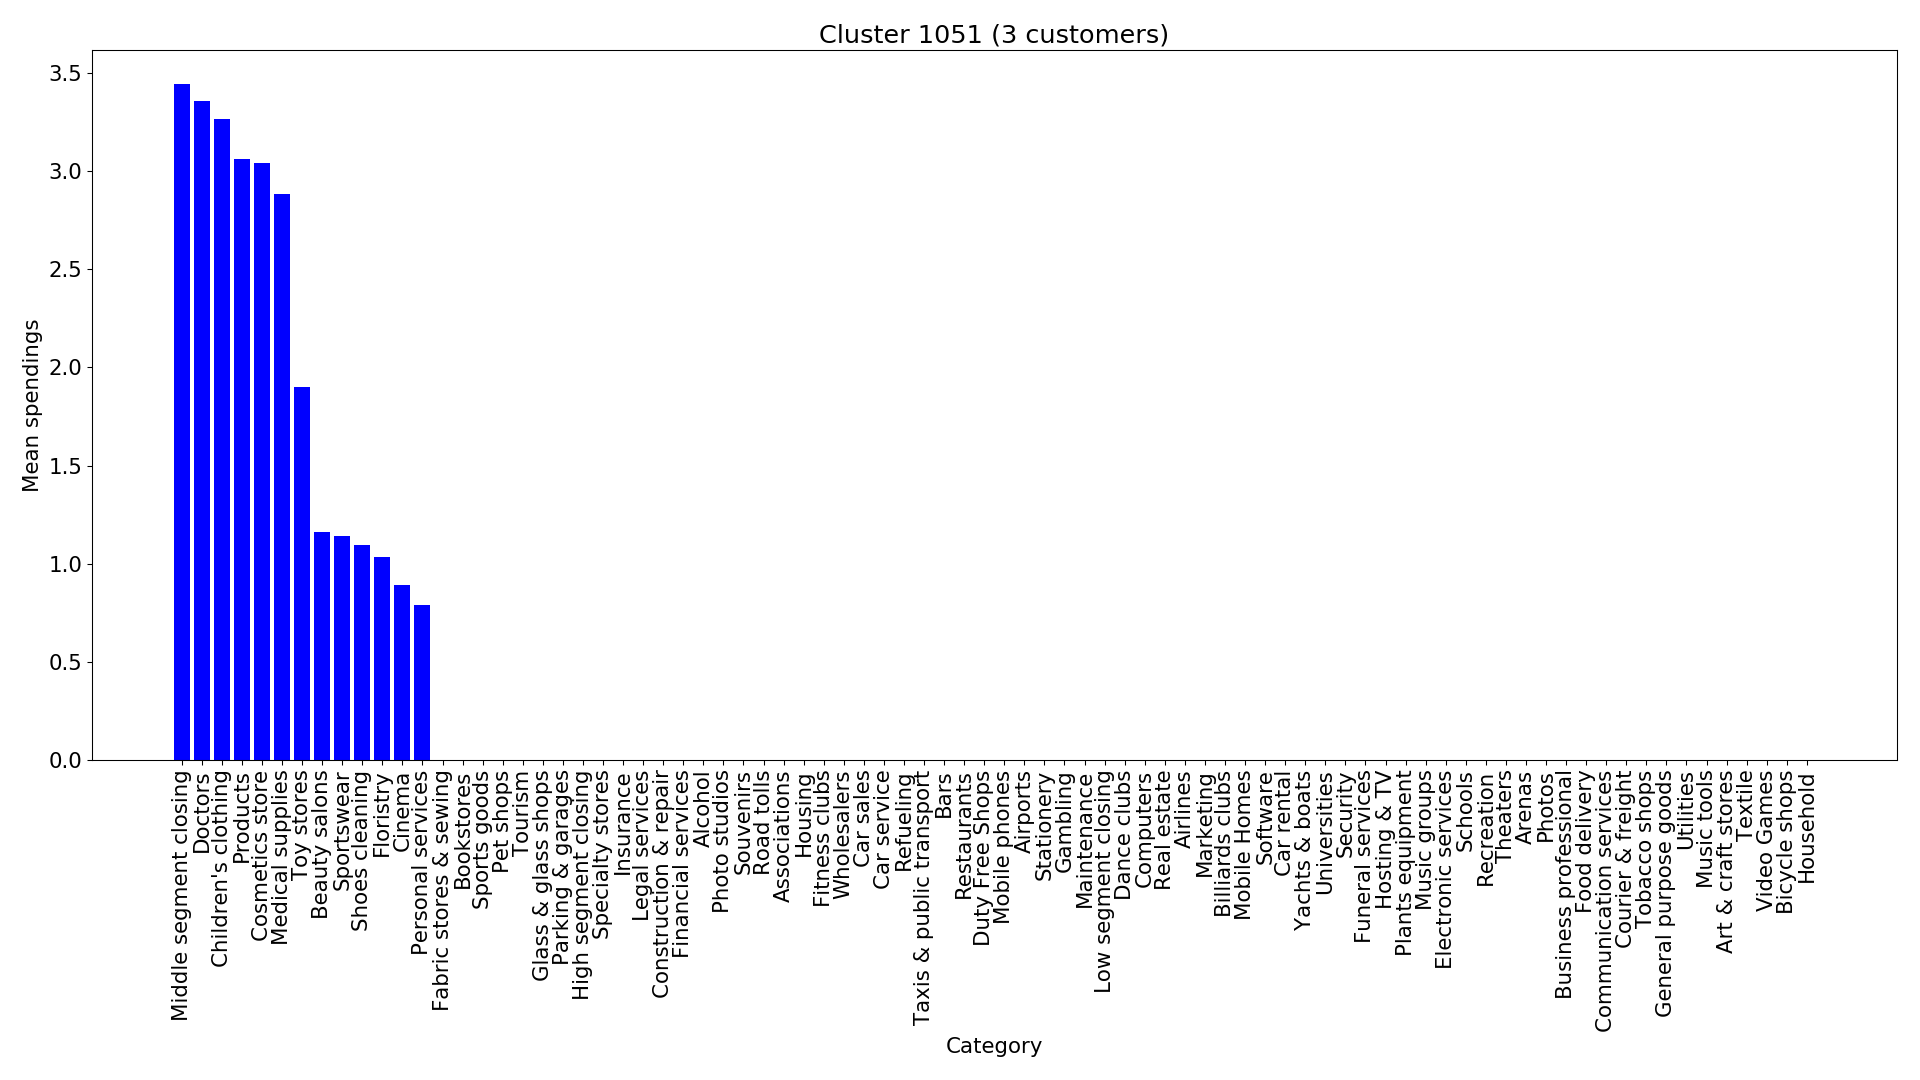 Cluster 1051 (3 customers)
3.5
3.0
2.5
2.0
1.5
1.0
0.5
0.0
Mean spendings
Middle segment closing
Doctors
Children's clothing
Products
Cosmetics store
Medical supplies
Toy stores
Beauty salons
Sportswear
Shoes cleaning
Floristry
Cinema
Personal services
Fabric stores & sewing
Bookstores
Sports goods
Pet shops
Tourism
Glass & glass shops
Parking & garages
High segment closing
Specialty stores
Insurance
Legal services
Construction & repair
Financial services
Alcohol
Photo studios
Souvenirs
Road tolls
Associations
Housing
Fitness clubs
Wholesalers
Car sales
Car service
Refueling
Taxis & public transport
Bars
Restaurants
Duty Free Shops
Mobile phones
Airports
Stationery
Gambling
Maintenance
Low segment closing
Dance clubs
Computers
Real estate
Airlines
Marketing
Billiards clubs
Mobile Homes
Software
Car rental
Yachts & boats
Universities
Security
Funeral services
Hosting & TV
Plants equipment
Music groups
Electronic services
Schools
Recreation
Theaters
Arenas
Photos
Business professional
Food delivery
Communication services
Courier & freight
Tobacco shops
General purpose goods
Utilities
Music tools
Art & craft stores
Textile
Video Games
Bicycle shops
Household
Category